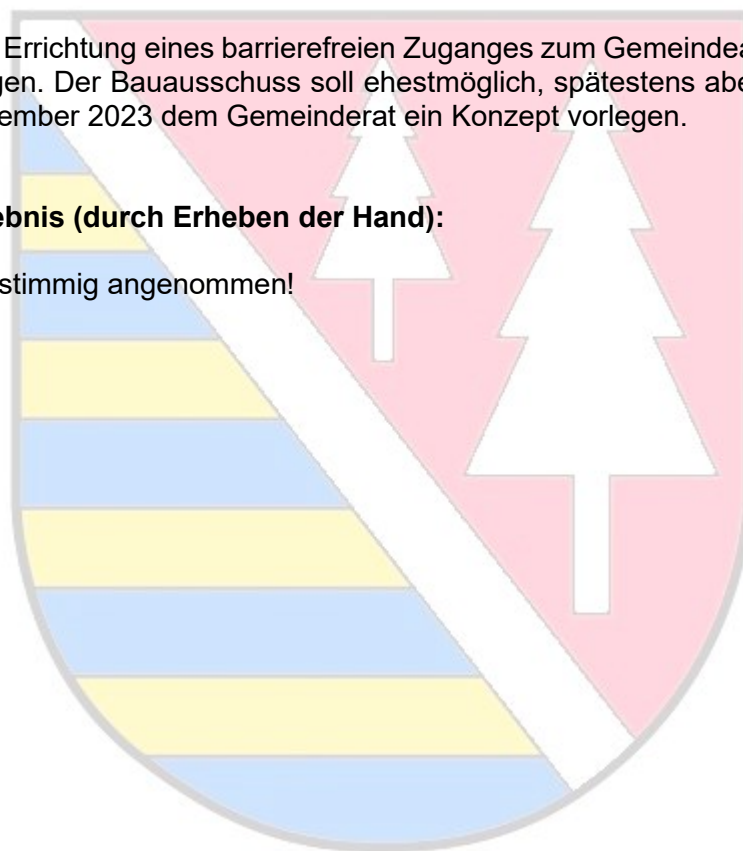 Errichtung eines barrierefreien Zuganges zum Gemeindea
gen. Der Bauausschuss soll ehestmöglich, spätestens abe
ember 2023 dem Gemeinderat ein Konzept vorlegen.
ebnis (durch Erheben der Hand):
stimmig angenommen!